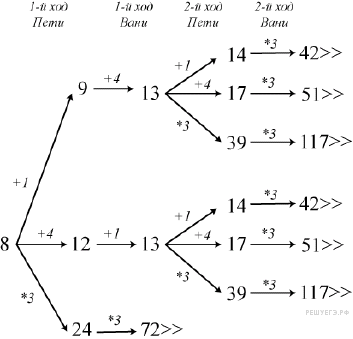 1-й ход 1-й ход 2-й ход 2-й ход
Пети Вани Пети Вани
14 *3 42>>
+1
9 +4 13 +4 17 *3 51>>
*3
39 *3 117>>
+1
14 *3 42>>
+1
8 +4 12 +1 13 +4 17 *3 51>>
*3
*3 39 *3 117>>
24 *3 72>>
РЕШУЕГЭ.РФ